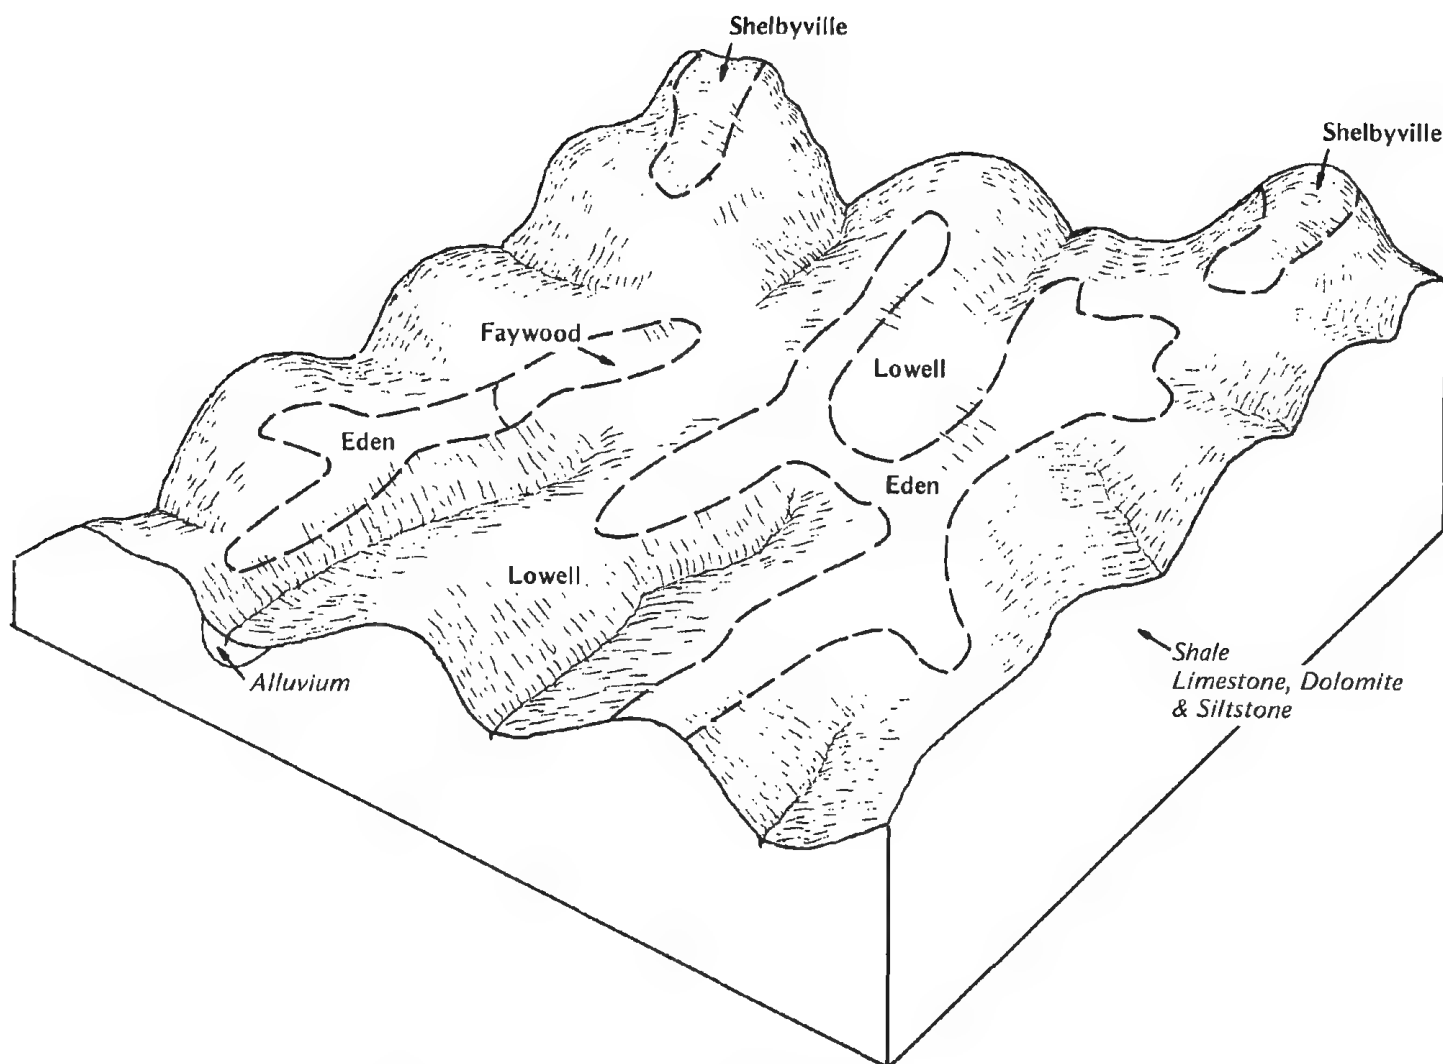 Shelbyville
Shelbyville
Faywood
Lowell
Eden
Eden
Lowell
Alluvium
Shale
Limestone, Dolomite
& Siltstone